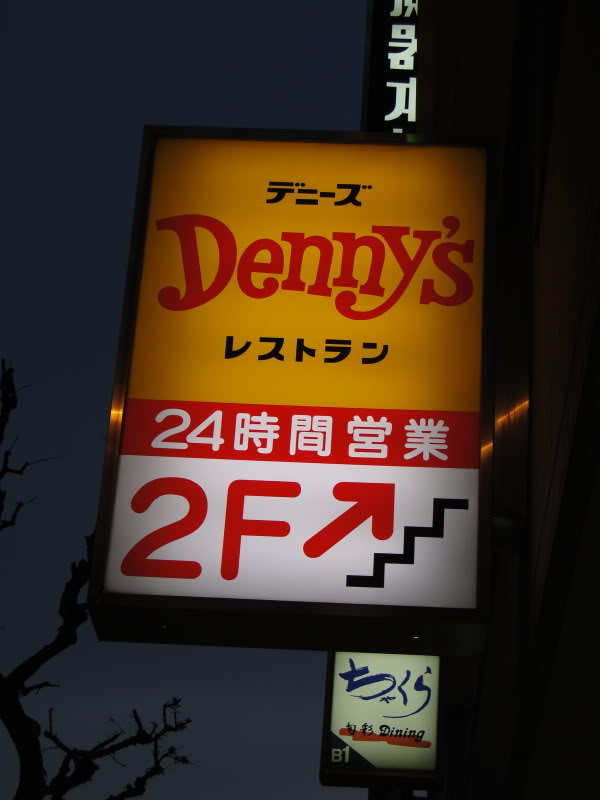 デニーズ
Denny's
レストラン
24時間営業
2F
ちゃくら
旬彩 Dining
B1